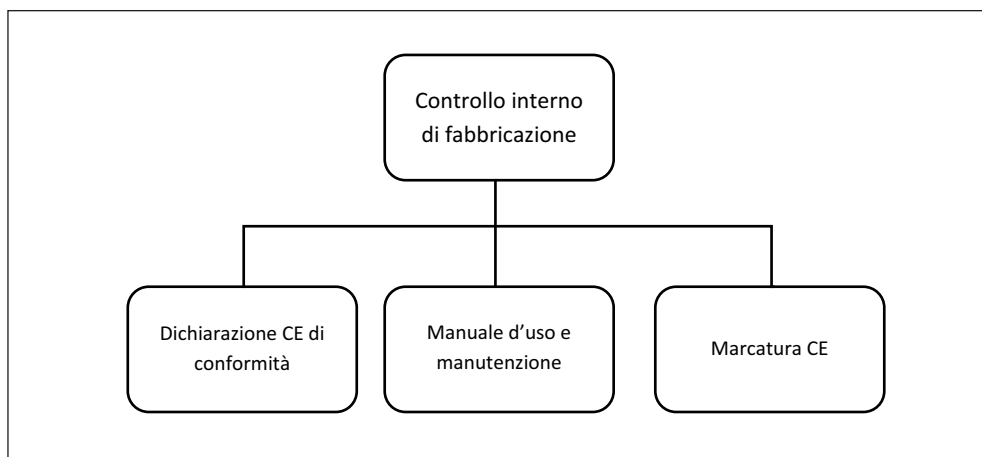 Controllo interno
di fabbricazione
Dichiarazione CE di
conformità
Manuale d’uso e
manutenzione
Marcatura CE